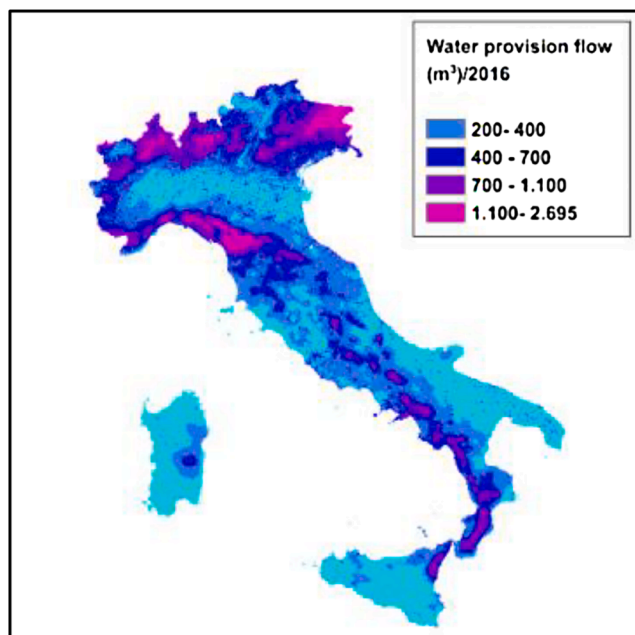 Water provision flow
(m³)/2016
200- 400
400 - 700
700 - 1.100
1.100- 2.695